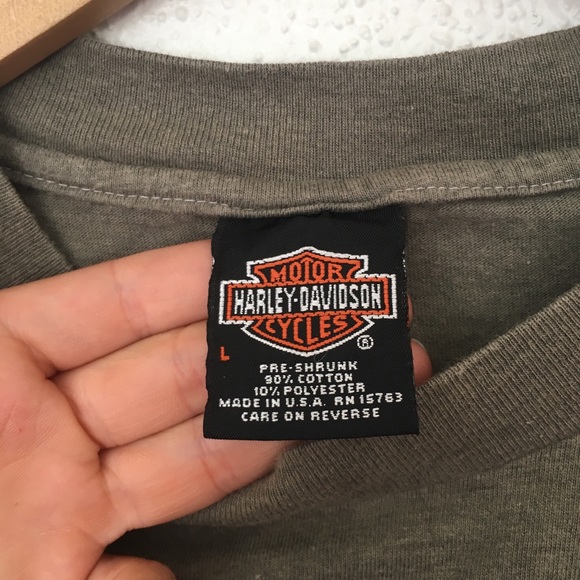 MOTOR
HARLEY-DAVIDSON
CYCLES
®
L
PRE-SHRUNK
90% COTTON
10% POLYESTER
MADE IN U.S.A. RN 15763
CARE ON REVERSE